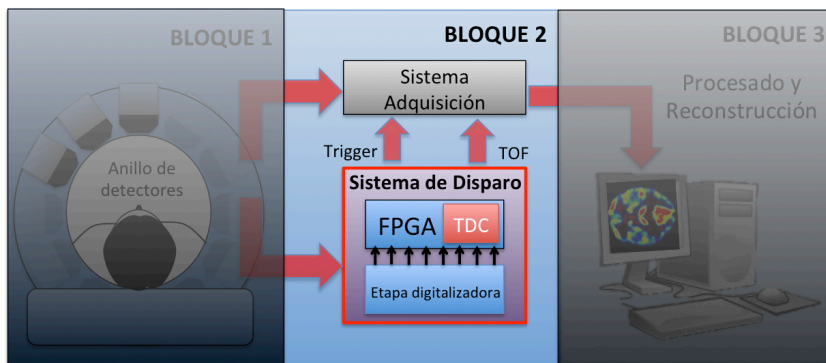 BLOQUE 1
Anillo de
detectores
BLOQUE 2
Sistema
Adquisición
Trigger
TOF
Sistema de Disparo
FPGA
TDC
Etapa digitalizadora
BLOQUE 3
Procesado y
Reconstrucción